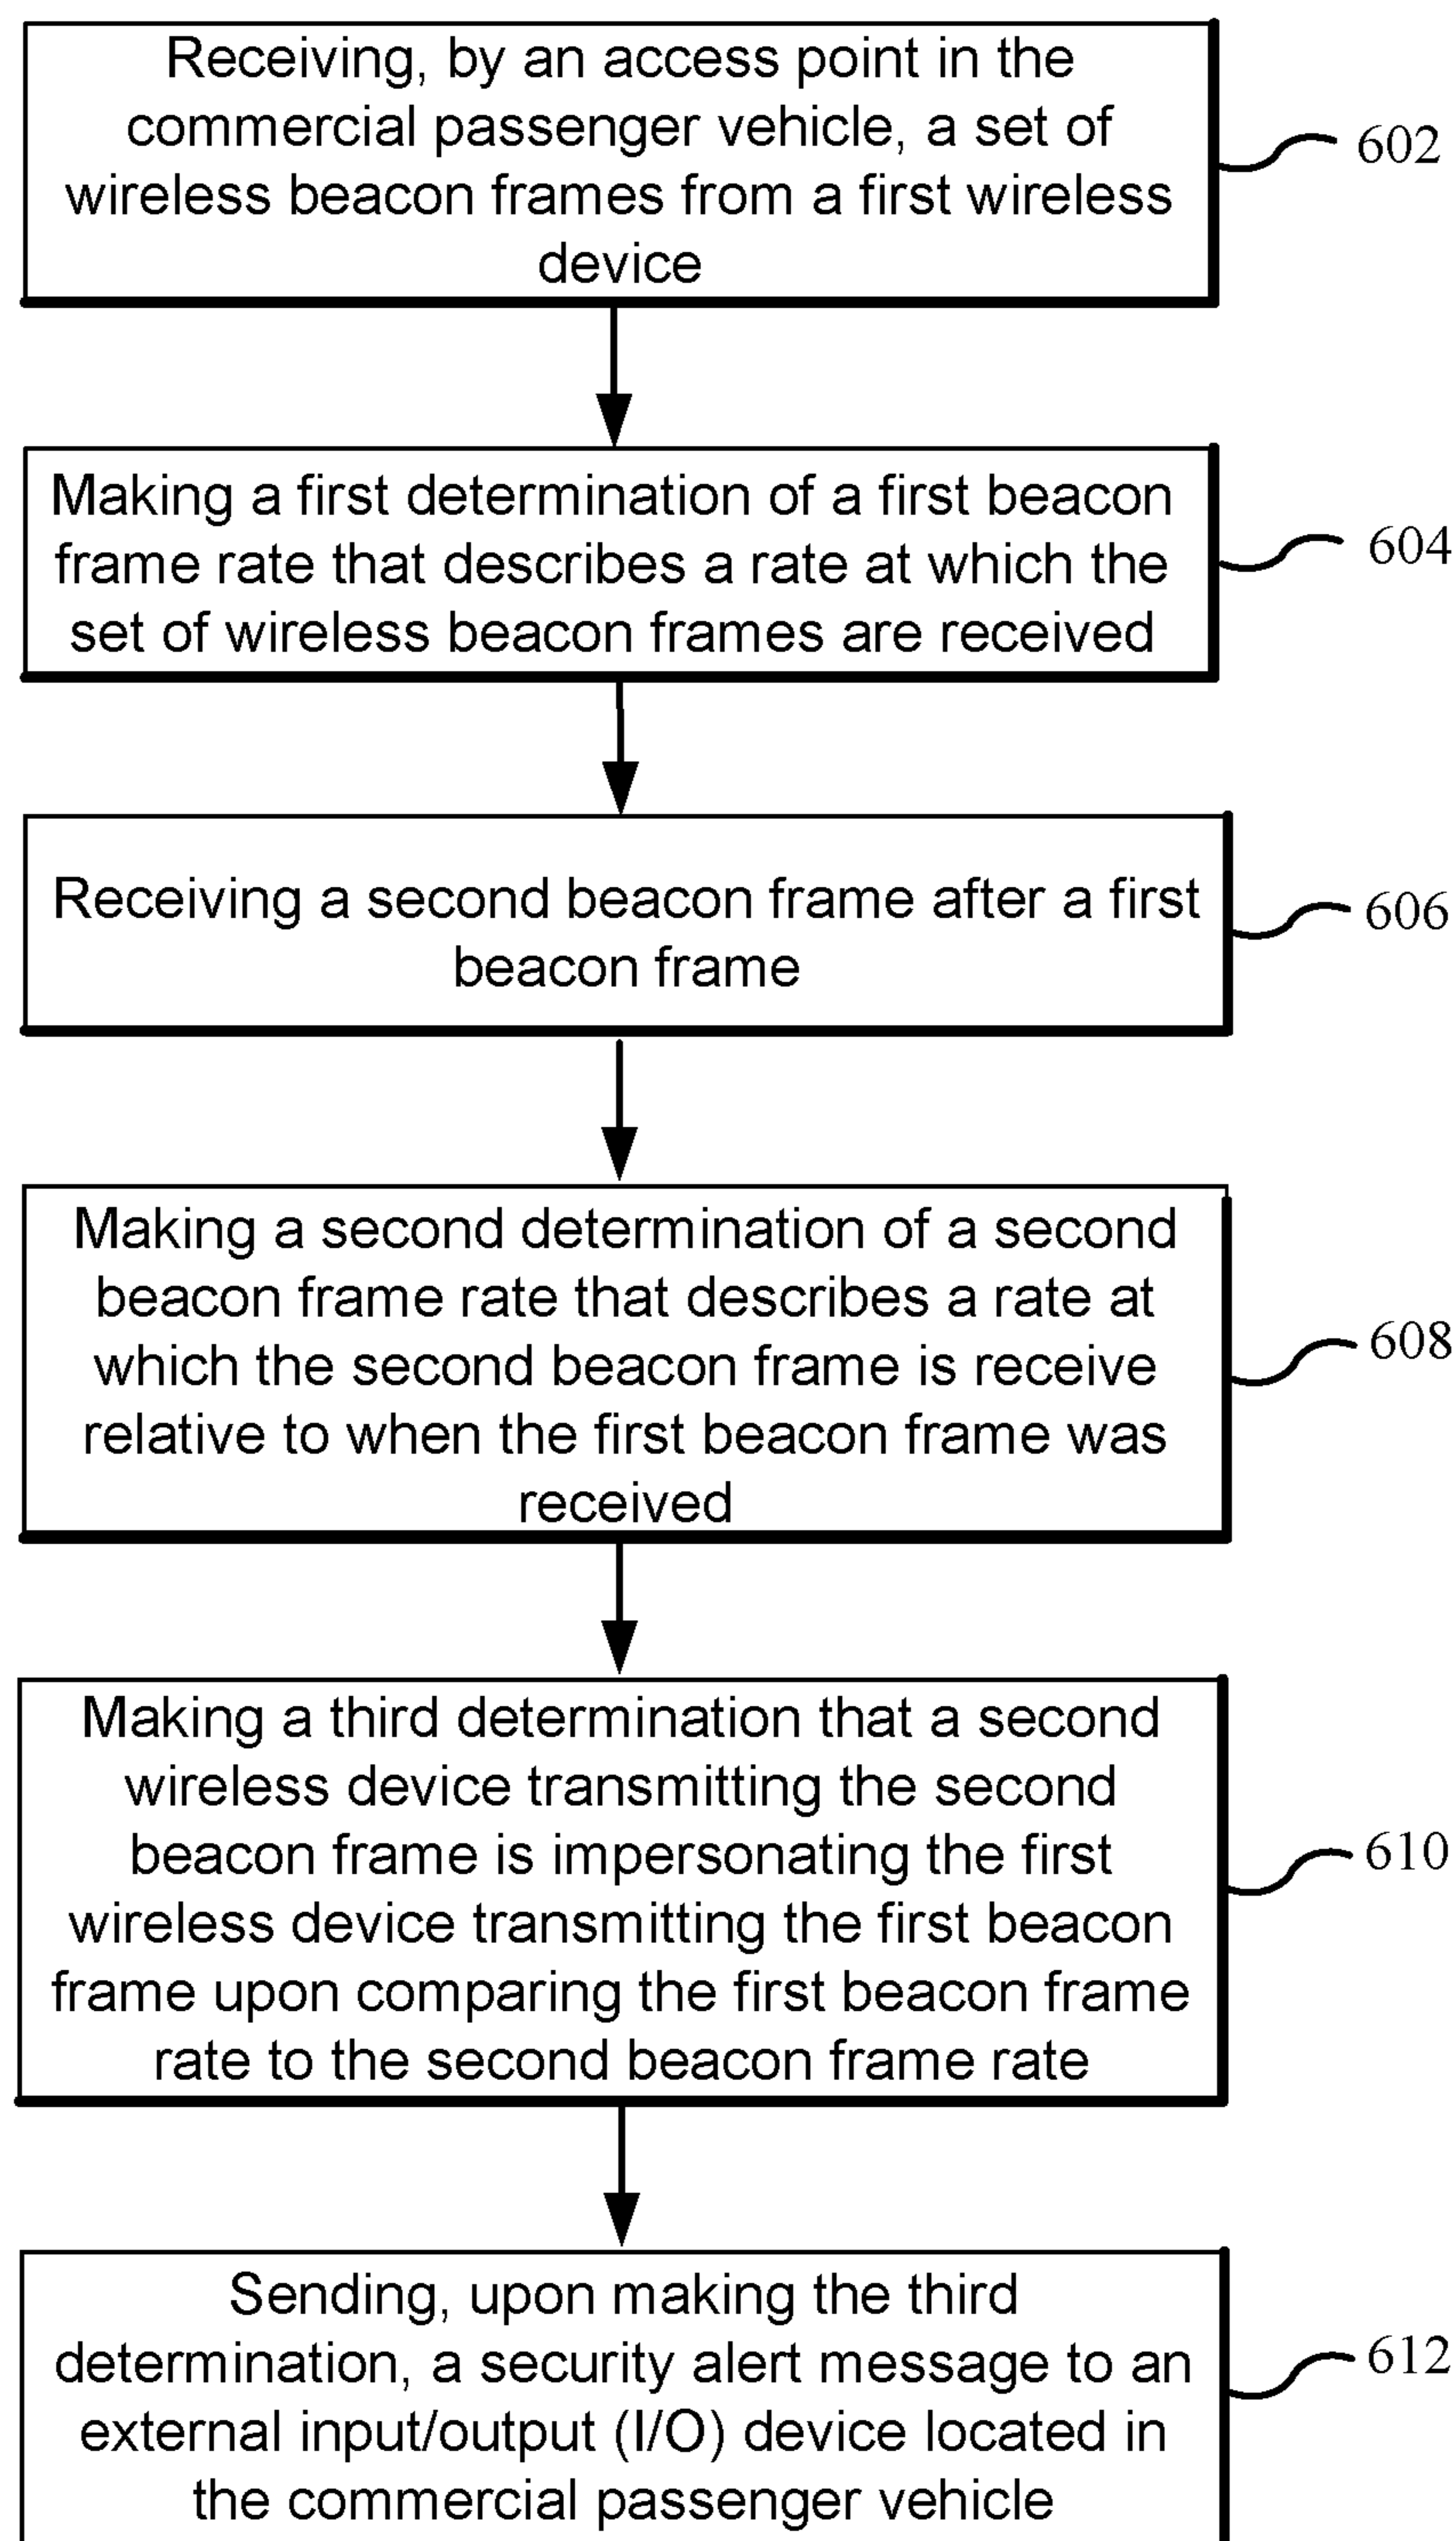 Receiving, by an access point in the
commercial passenger vehicle, a set of
wireless beacon frames from a first wireless
device
602
Making a first determination of a first beacon
frame rate that describes a rate at which the
set of wireless beacon frames are received
604
Receiving a second beacon frame after a first
beacon frame
606
Making a second determination of a second
beacon frame rate that describes a rate at
which the second beacon frame is receive
relative to when the first beacon frame was
received
608
Making a third determination that a second
wireless device transmitting the second
beacon frame is impersonating the first
wireless device transmitting the first beacon
frame upon comparing the first beacon frame
rate to the second beacon frame rate
610
Sending, upon making the third
determination, a security alert message to an
external input/output (I/O) device located in
the commercial passenger vehicle
612